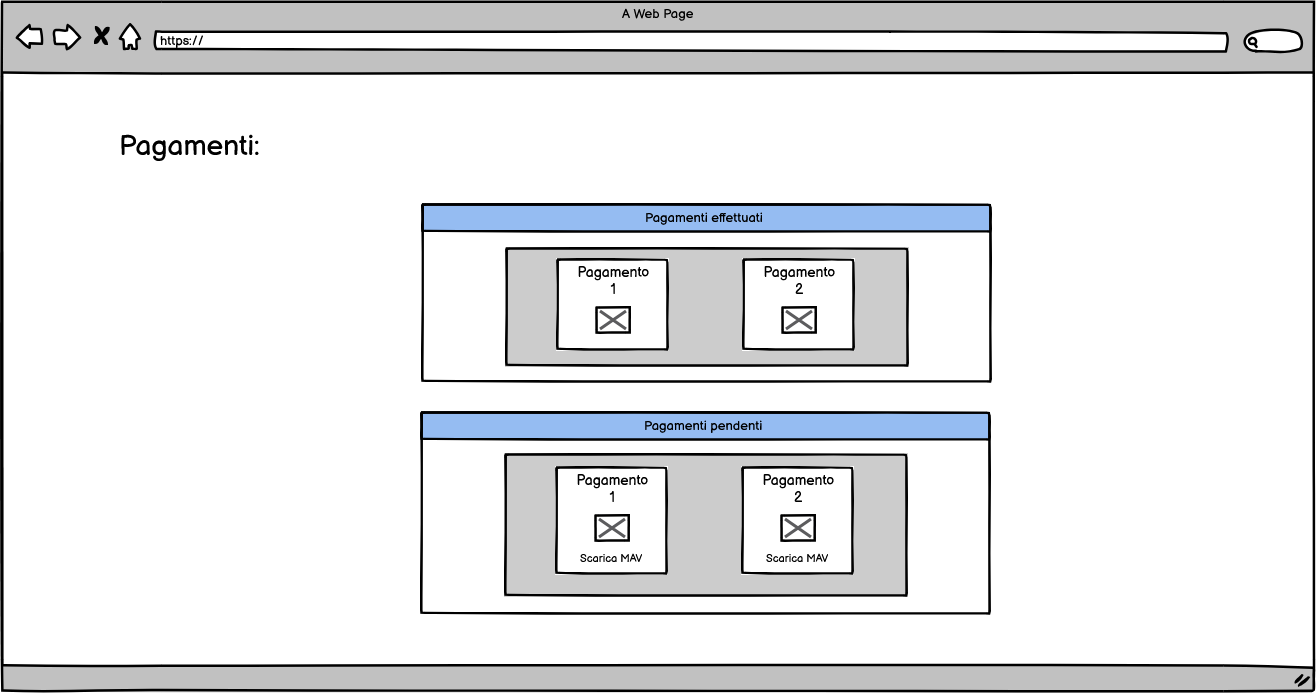 A Web Page
https://
Pagamenti:
Pagamenti effettuati
Pagamento
1
Pagamento
2
Pagamenti pendenti
Pagamento
1
Scarica MAV
Pagamento
2
Scarica MAV